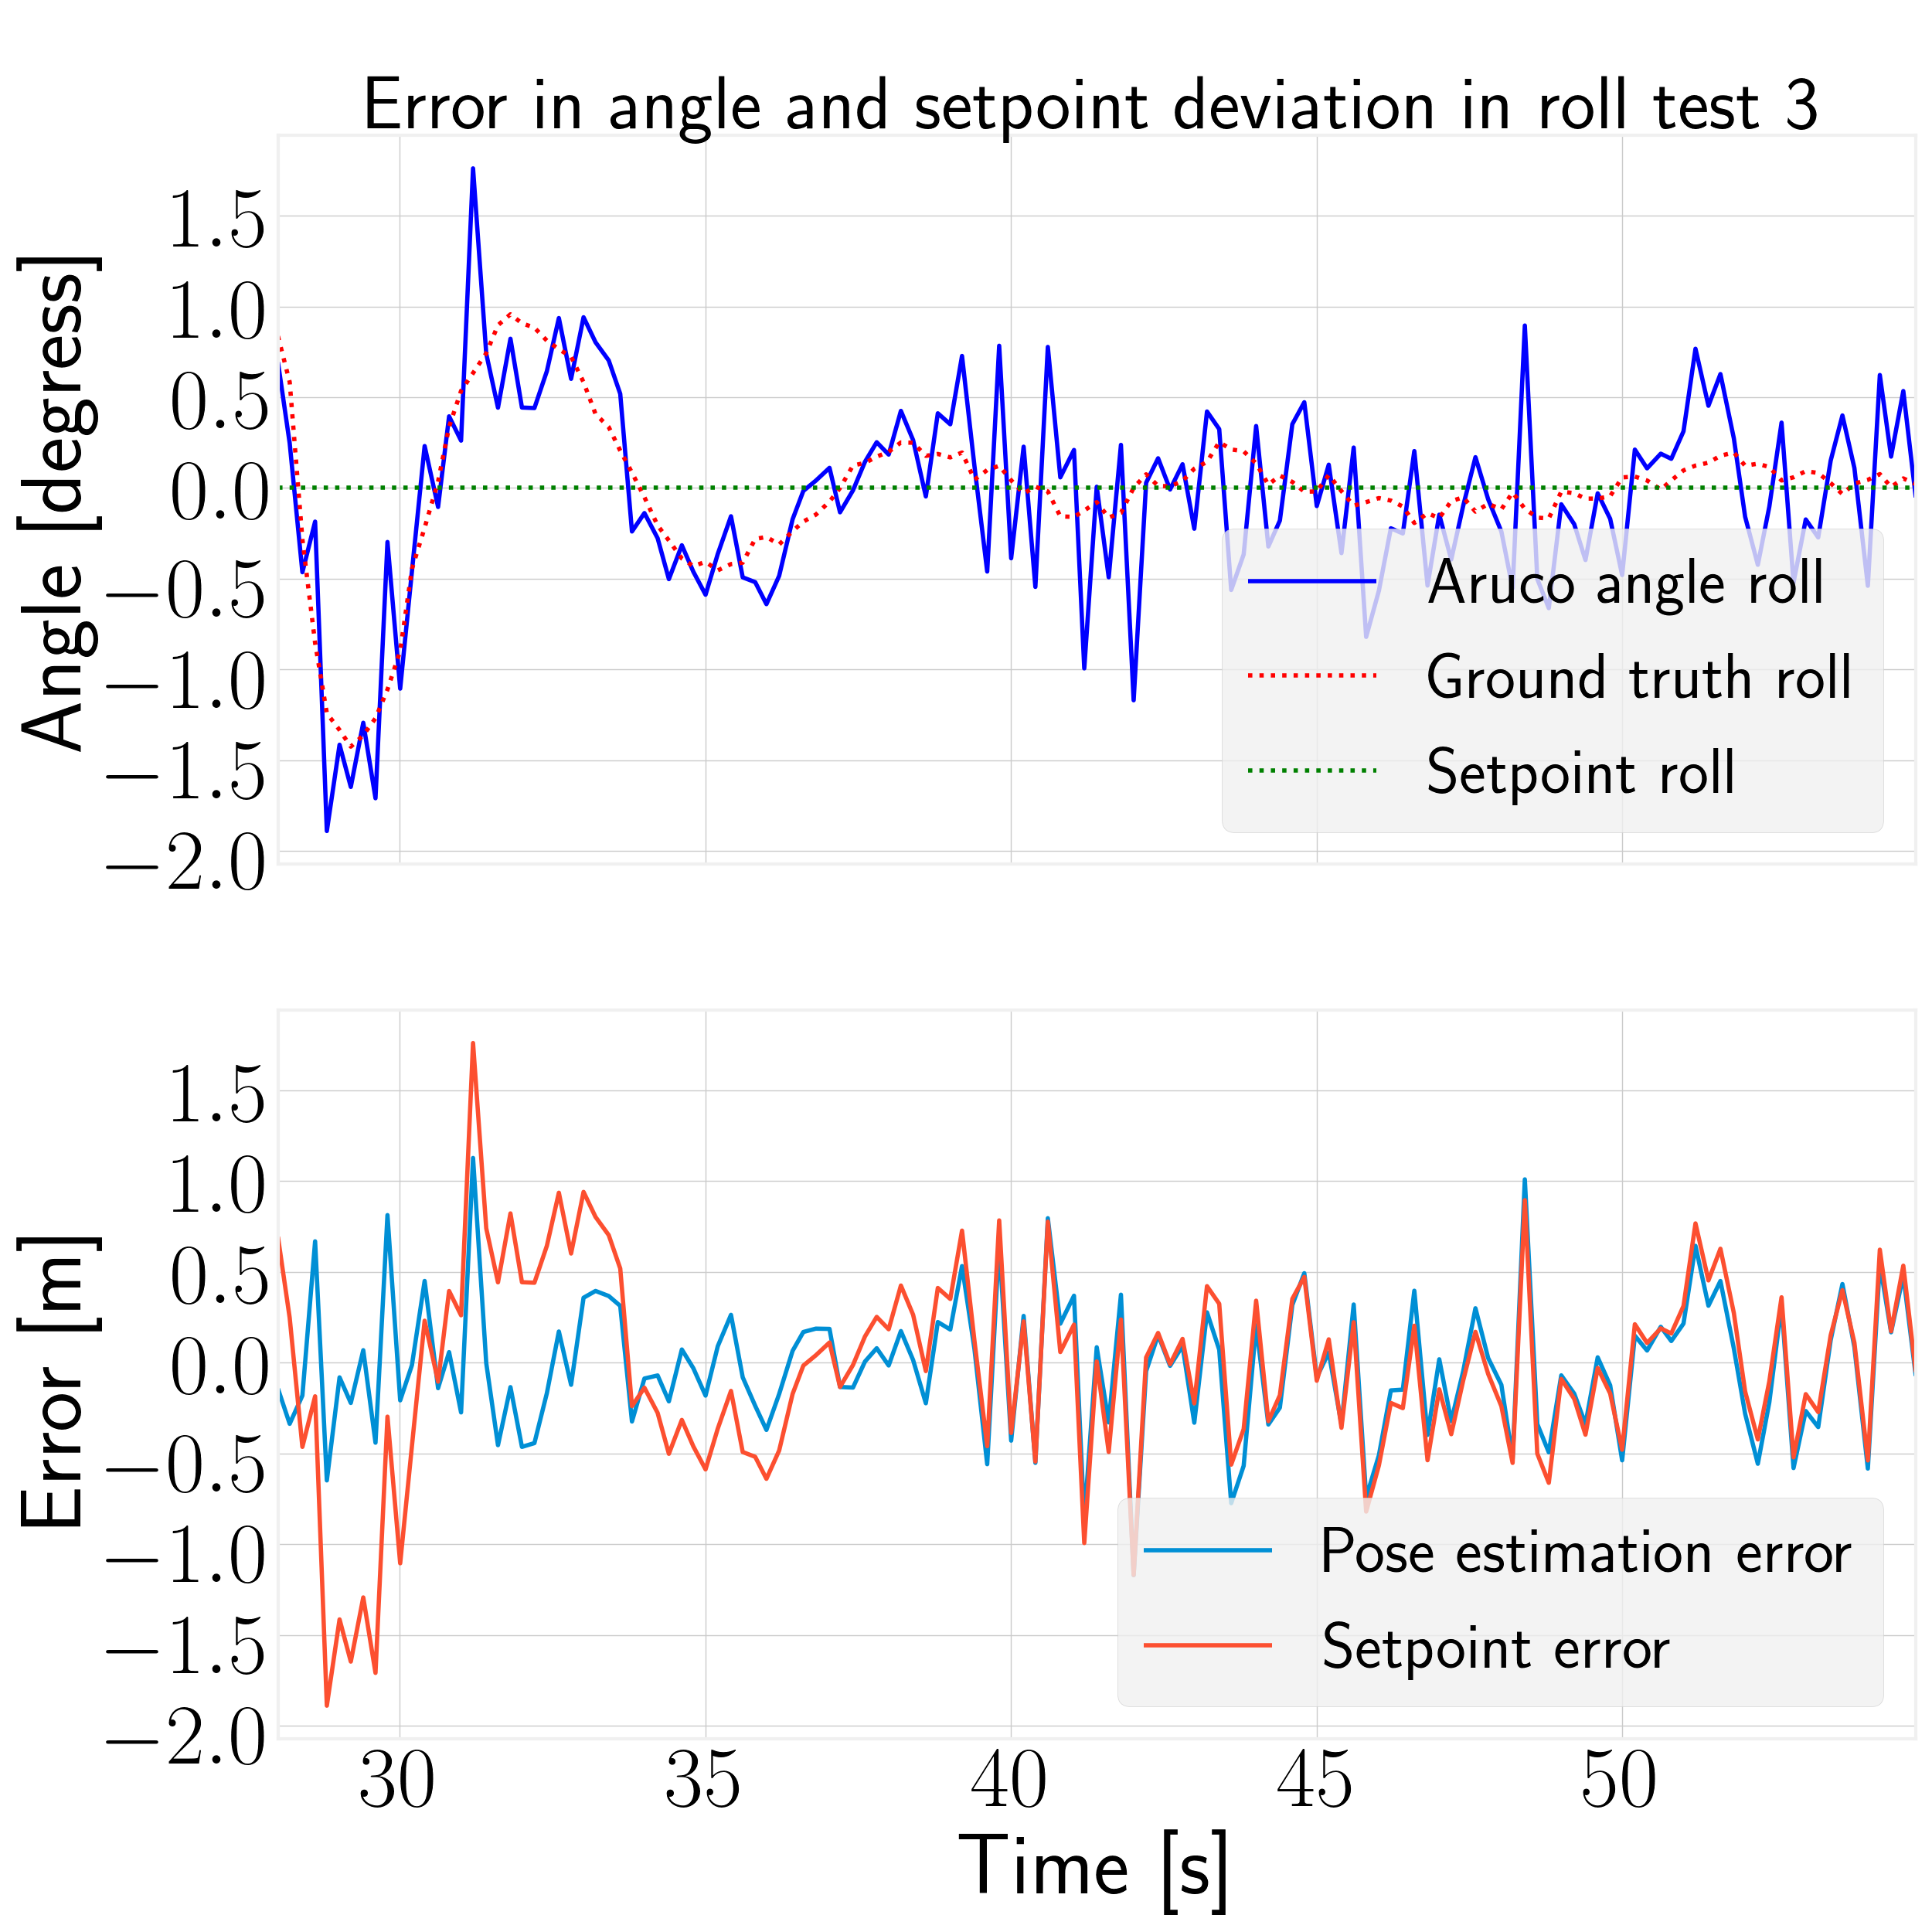 Error in angle and setpoint deviation in roll test 3
Angle [degress]
1.5
1.0
0.5
0.0
−0.5
−1.0
−1.5
−2.0
Aruco angle roll
Ground truth roll
Setpoint roll
Error [m]
1.5
1.0
0.5
0.0
−0.5
−1.0
−1.5
−2.0
Pose estimation error
Setpoint error
30 35 40 45 50
Time [s]